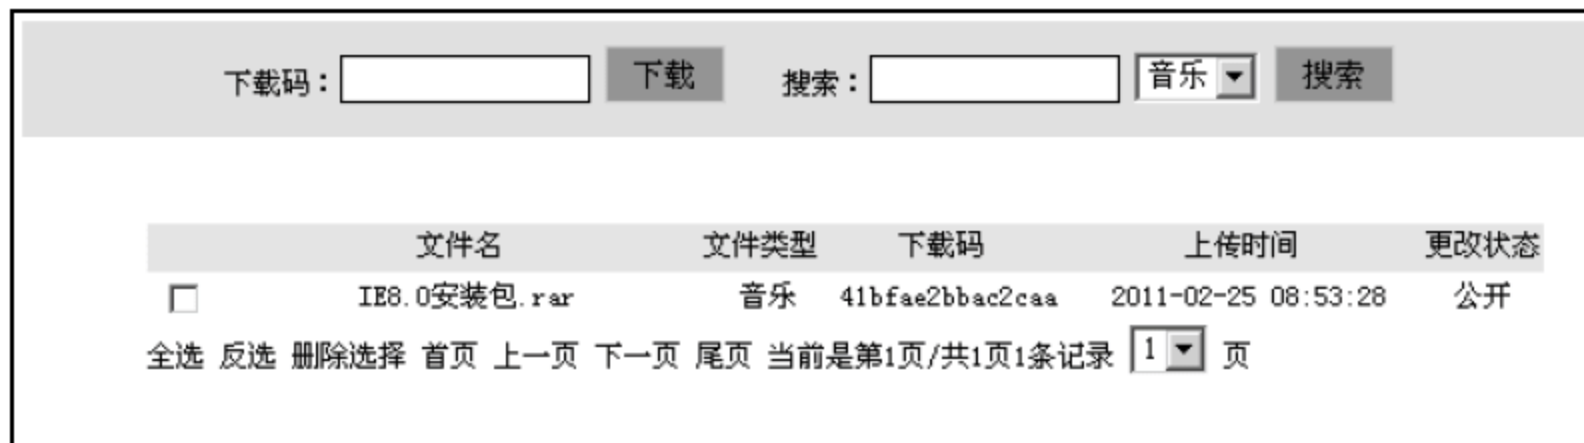 下载码： 下载 搜索： 音乐 搜索
文件名 文件类型 下载码 上传时间 更改状态
IE8.0安装包.rar 音乐 41bfae2bbac2caa 2011-02-25 08:53:28 公开
全选 反选 删除选择 首页 上一页 下一页 尾页 当前是第1页/共1页1条记录 1 页